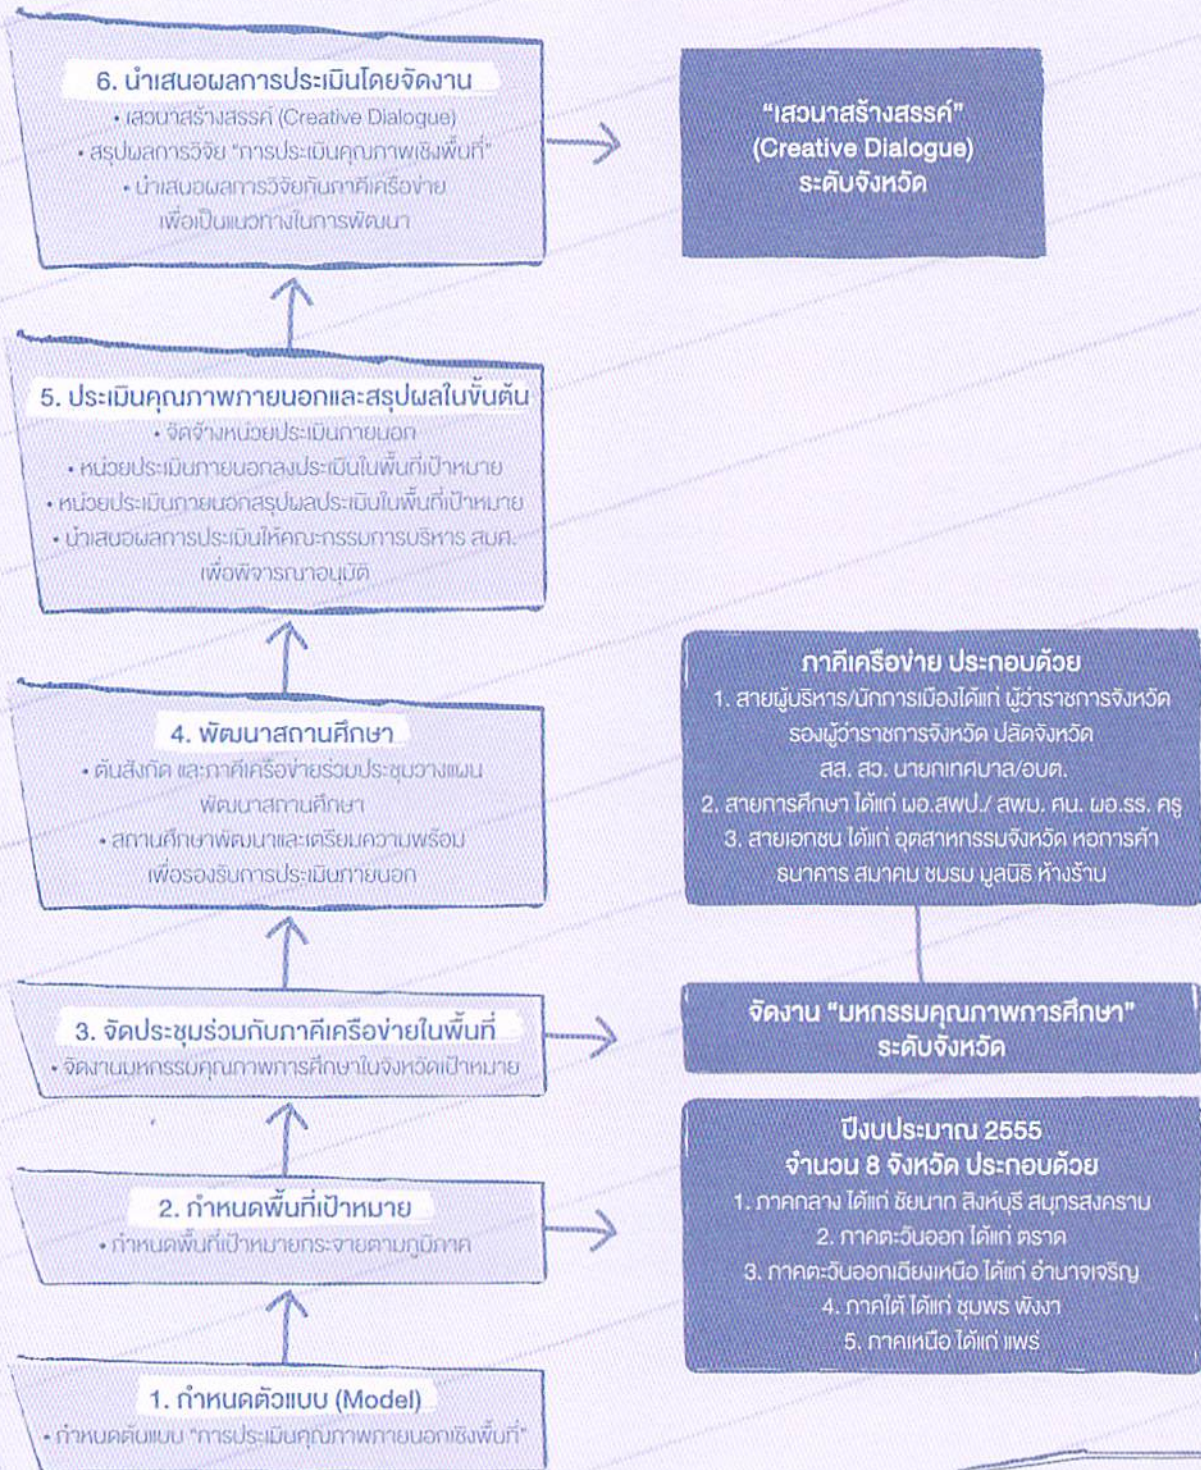 6. นำเสนอผลการประเมินโดยจัดงาน
• เสวนาสร้างสรรค์ (Creative Dialogue)
• สรุปผลการวิจัย "การประเมินคุณภาพเชิงพื้นที่"
• นำเสนอผลการวิจัยกับภาคีเครือข่าย
เพื่อเป็นแนวทางในการพัฒนา
"เสวนาสร้างสรรค์"
(Creative Dialogue)
ระดับจังหวัด
5. ประเมินคุณภาพภายนอกและสรุปผลในขั้นต้น
• จัดจ้างหน่วยประเมินภายนอก
• หน่วยประเมินภายนอกลงประเมินในพื้นที่เป้าหมาย
• หน่วยประเมินภายนอกสรุปผลประเมินในพื้นที่เป้าหมาย
• นำเสนอผลการประเมินให้คณะกรรมการบริหาร สมศ.
เพื่อพิจารณาอนุมัติ
4. พัฒนาสถานศึกษา
• ต้นสังกัด และภาคีเครือข่ายร่วมประชุมวางแผน
พัฒนาสถานศึกษา
• สถานศึกษาพัฒนาและเตรียมความพร้อม
เพื่อรองรับการประเมินภายนอก
ภาคีเครือข่าย ประกอบด้วย
1. สายผู้บริหาร/นักการเมืองได้แก่ ผู้ว่าราชการจังหวัด
รองผู้ว่าราชการจังหวัด ปลัดจังหวัด
สส. สว. นายกเทศบาล/อบต.
2. สายการศึกษา ได้แก่ ผอ.สพป./ สพม. ศน. ผอ.รร. ครู
3. สายเอกชน ได้แก่ อุตสาหกรรมจังหวัด หอการค้า
ธนาคาร สมาคม ชมรม มูลนิธิ ห้างร้าน
3. จัดประชุมร่วมกับภาคีเครือข่ายในพื้นที่
• จัดงานมหกรรมคุณภาพการศึกษาในจังหวัดเป้าหมาย
จัดงาน "มหกรรมคุณภาพการศึกษา"
ระดับจังหวัด
2. กำหนดพื้นที่เป้าหมาย
• กำหนดพื้นที่เป้าหมายกระจายตามภูมิภาค
ปีงบประมาณ 2555
จำนวน 8 จังหวัด ประกอบด้วย
1. ภาคกลาง ได้แก่ ชัยนาท สิงห์บุรี สมุทรสงคราม
2. ภาคตะวันออก ได้แก่ ตราด
3. ภาคตะวันออกเฉียงเหนือ ได้แก่ อำนาจเจริญ
4. ภาคใต้ ได้แก่ ชุมพร พังงา
5. ภาคเหนือ ได้แก่ แพร่
1. กำหนดตัวแบบ (Model)
• กำหนดต้นแบบ "การประเมินคุณภาพภายนอกเชิงพื้นที่"